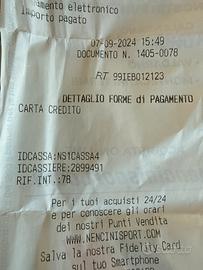 amento elettronico
Importo pagato
07-09-2024 15:49
DOCUMENTO N. 1405-0078
RT 99IEB012123
DETTAGLIO FORME di PAGAMENTO
CARTA CREDITO
IDCASSA:NS1CASSA4
IDCASSIERE:2899491
RIF.INT.:78
Per i tuoi acquisti 24/24
e per conoscere gli orari
dei nostri Punti Vendita
WWW.NENCINISPORT.COM
Salva la nostra Fidelity Card
sul tuo Smartphone